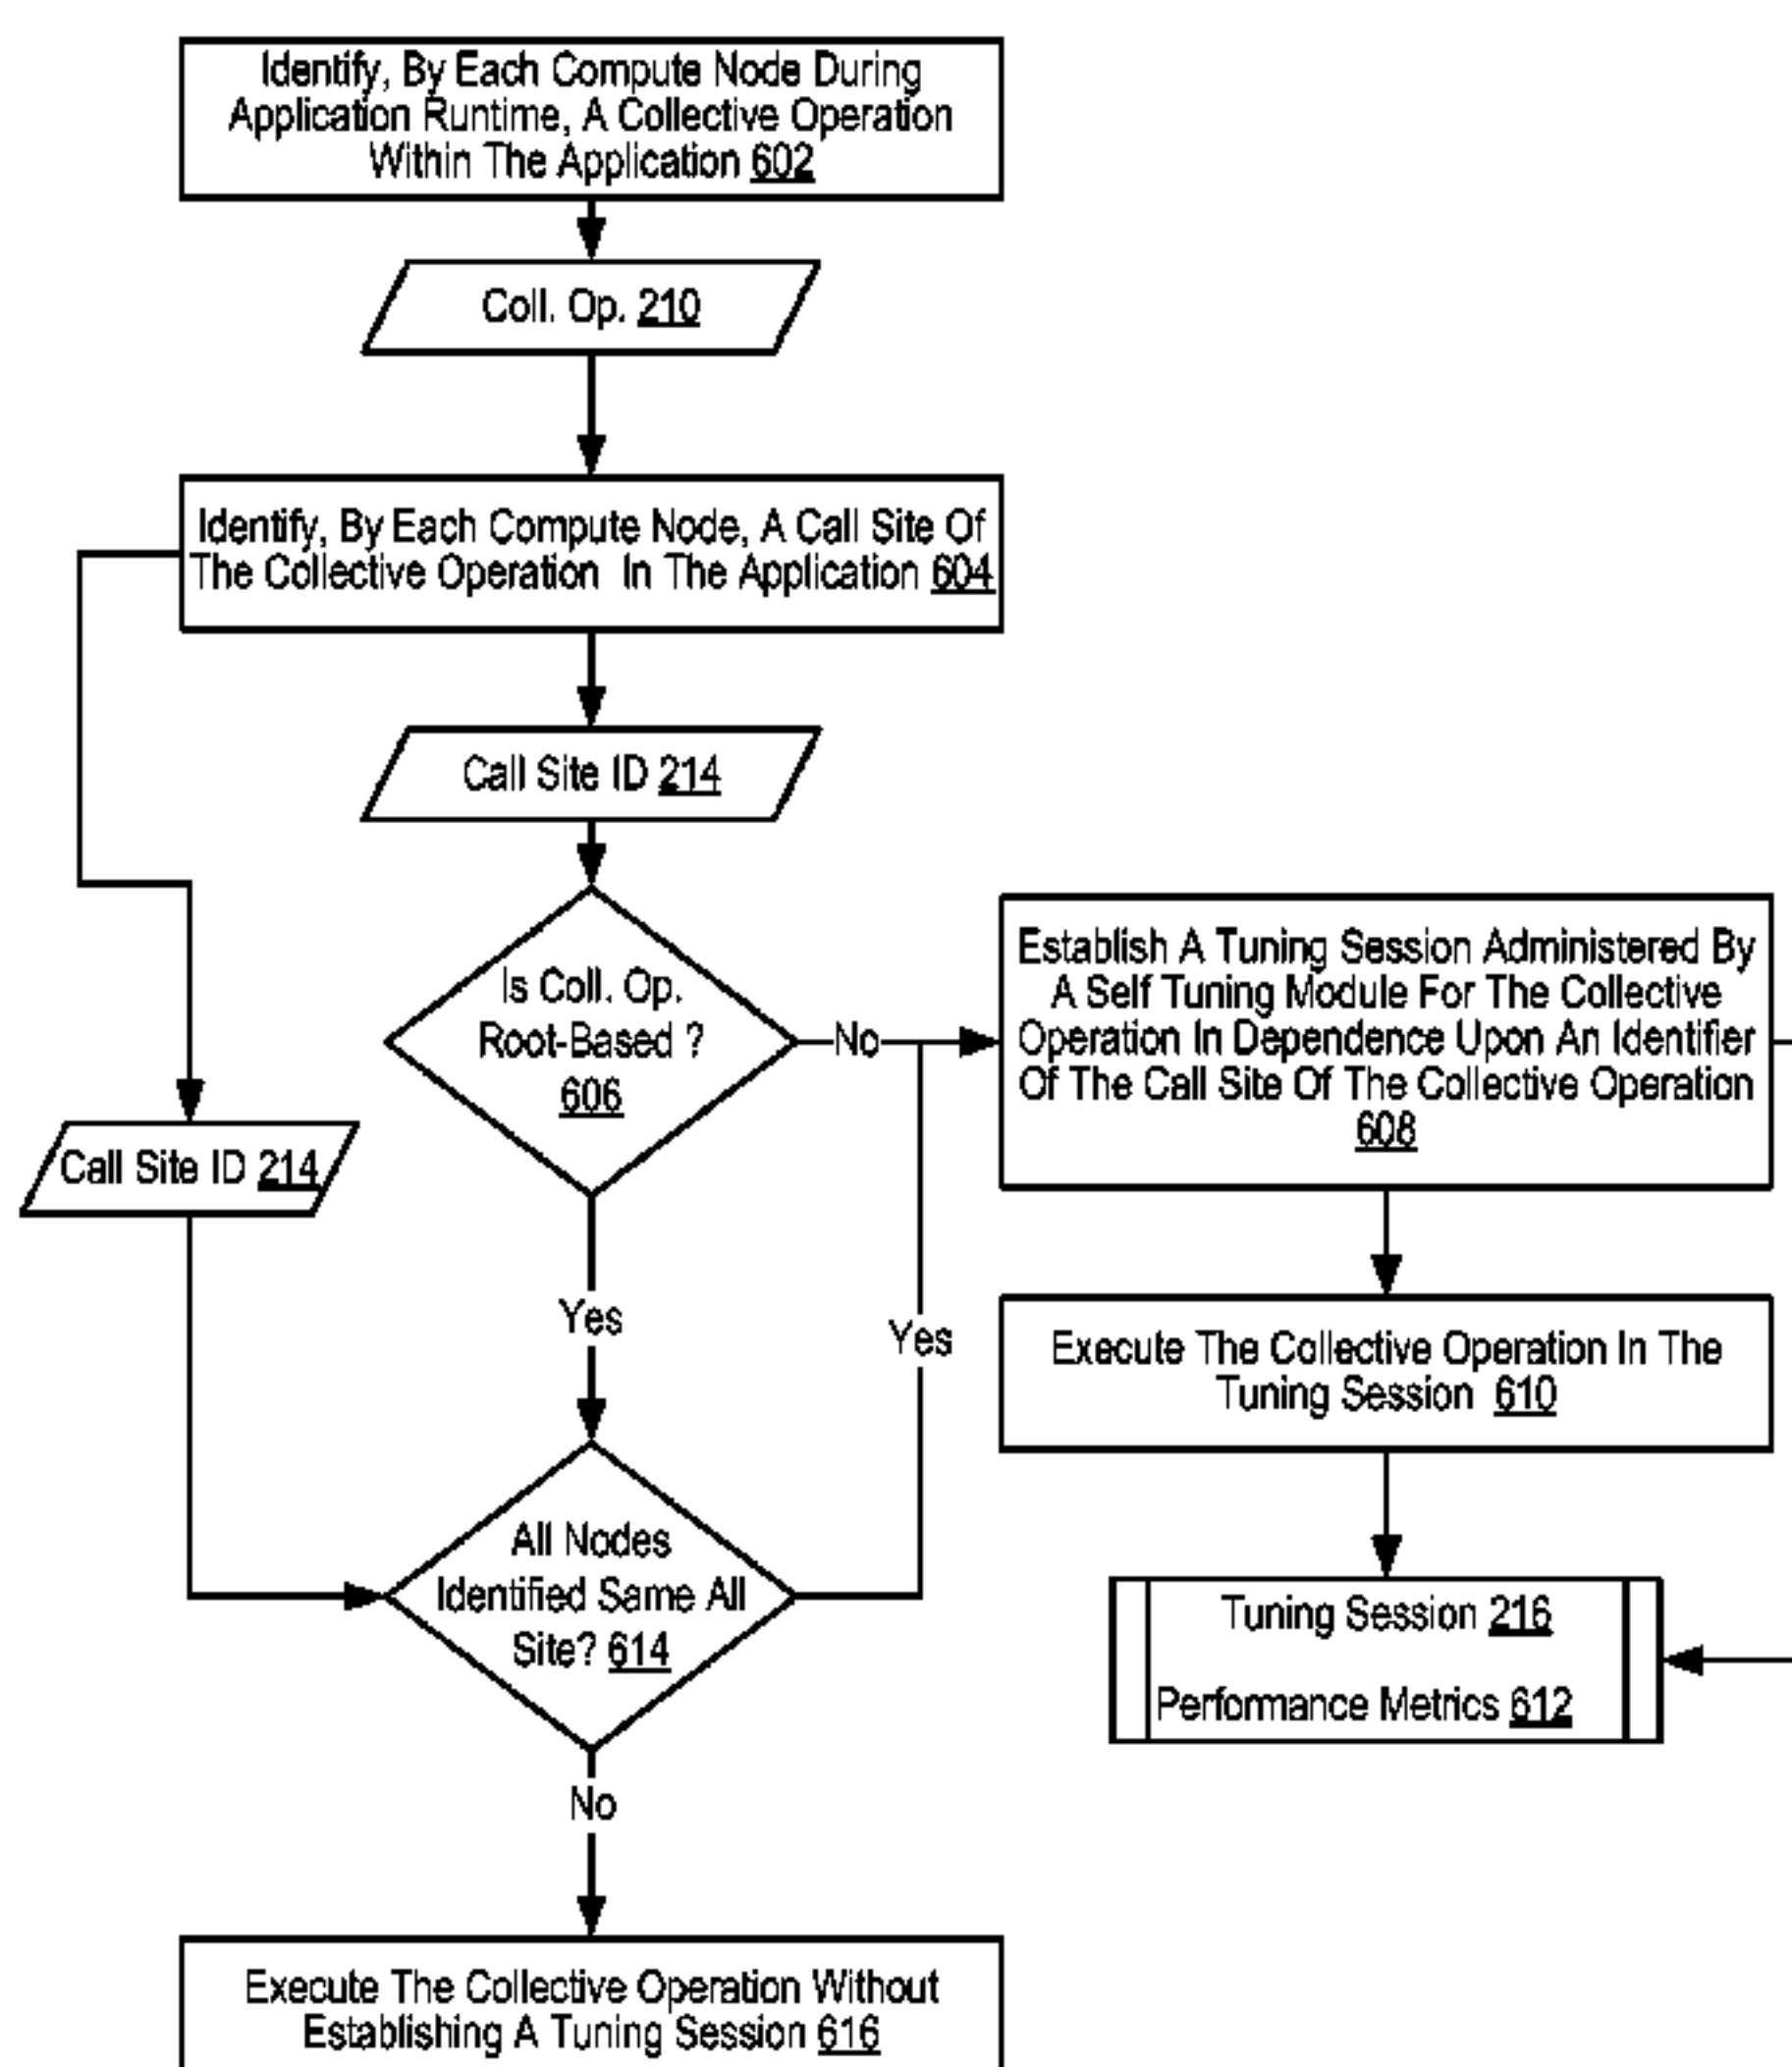 Identify, By Each Compute Node During
Application Runtime, A Collective Operation
Within The Application 602
Coll. Op. 210
Identify, By Each Compute Node, A Call Site Of
The Collective Operation In The Application 604
Call Site ID 214
Is Coll. Op.
Root-Based ?
606
No
Establish A Tuning Session Administered By
A Self Tuning Module For The Collective
Operation In Dependence Upon An Identifier
Of The Call Site Of The Collective Operation
608
Call Site ID 214
Yes
Yes
Execute The Collective Operation In The
Tuning Session 610
All Nodes
Identified Same All
Site? 614
Tuning Session 216
Performance Metrics 612
No
Execute The Collective Operation Without
Establishing A Tuning Session 616